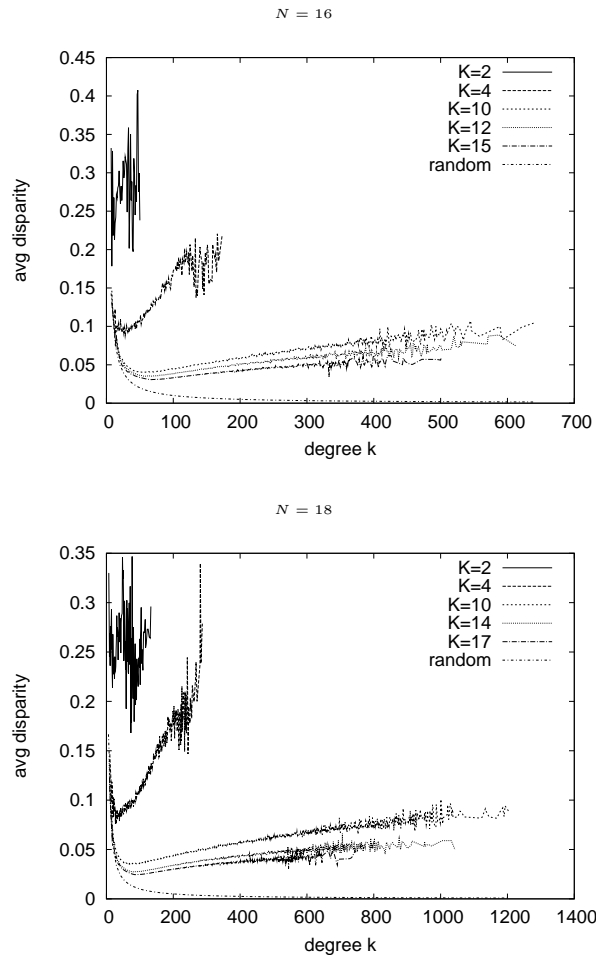 N = 16
0.45
0.4
0.35
0.3
0.25
0.2
0.15
0.1
0.05
0
avg disparity
K=2
K=4
K=10
K=12
K=15
random
0 100 200 300 400 500 600 700
degree k
N = 18
0.35
0.3
0.25
0.2
0.15
0.1
0.05
0
avg disparity
K=2
K=4
K=10
K=14
K=17
random
0 200 400 600 800 1000 1200 1400
degree k